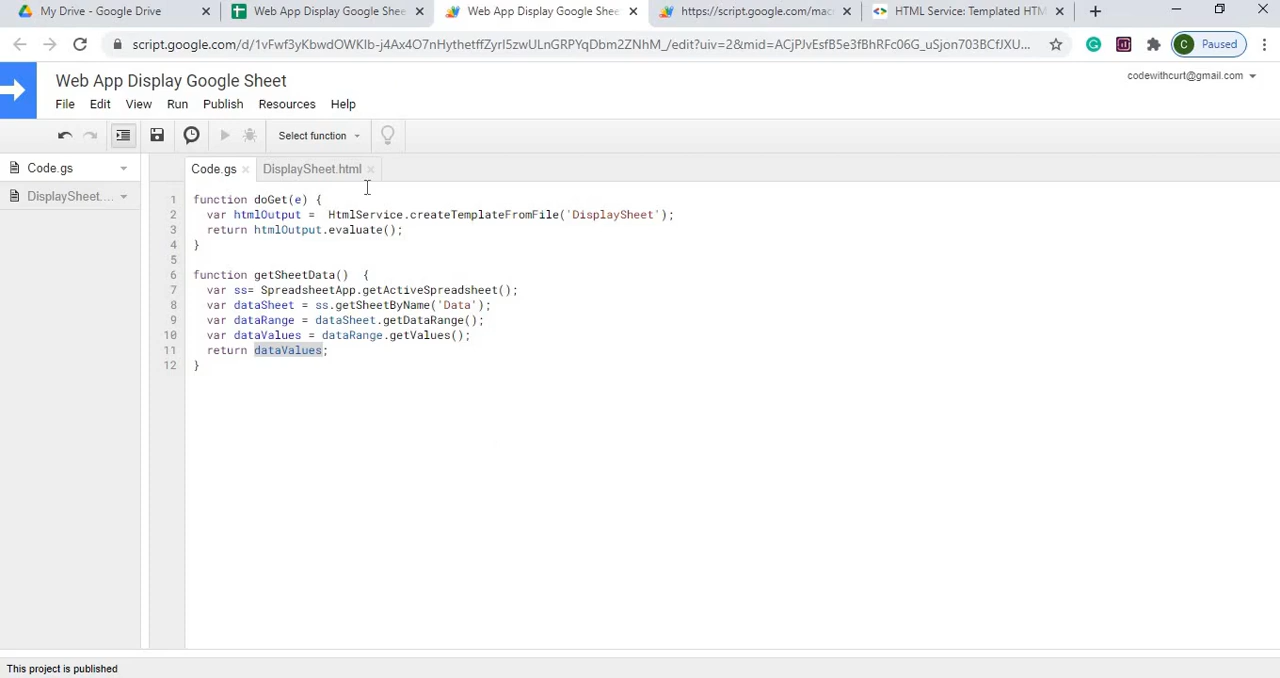 My Drive - Google Drive
Web App Display Google Shee
Web App Display Google Shee
https://script.google.com/mac
HTML Service: Templated HTM
script.google.com/d/1vFwf3yKbwdOWKIb-j4Ax4O7nHythetffZyrI5zwULnGRPYqDbm2ZNhM_/edit?uiv=2&mid=ACjPJvEsfB5e3fBhRFc06G_uSjon703BCfJXU...
C Paused
Web App Display Google Sheet
codewithcurt@gmail.com
File Edit View Run Publish Resources Help
Select function
Code.gs
DisplaySheet....
Code.gs
DisplaySheet.html
1 function doGet(e) {
2 var htmlOutput = HtmlService.createTemplateFromFile('DisplaySheet');
3 return htmlOutput.evaluate();
4 }
5
6 function getSheetData() {
7 var ss= SpreadsheetApp.getActiveSpreadsheet();
8 var dataSheet = ss.getSheetByName('Data');
9 var dataRange = dataSheet.getDataRange();
10 var dataValues = dataRange.getValues();
11 return dataValues;
12 }
This project is published